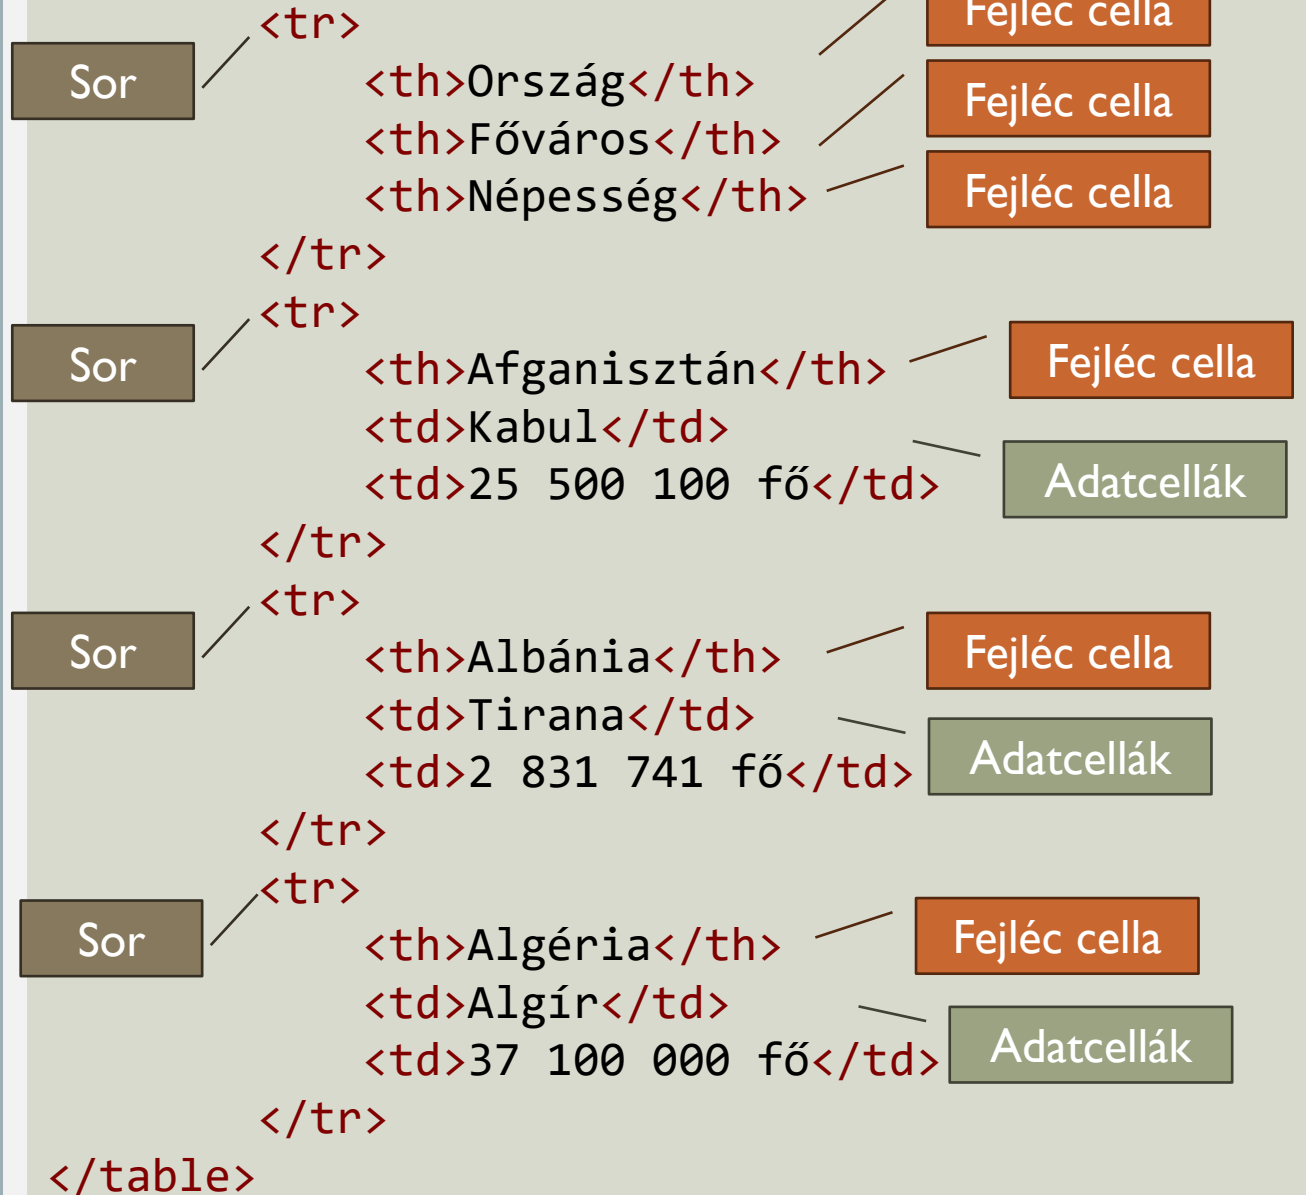 <tr> Fejléc cella
Sor
<th>Ország</th>
<th>Főváros</th> Fejléc cella
<th>Népesség</th> Fejléc cella
</tr>
<tr>
Sor <th>Afganisztán</th> Fejléc cella
<td>Kabul</td>
<td>25 500 100 fő</td> Adatcellák
</tr>
<tr>
Sor <th>Albánia</th> Fejléc cella
<td>Tirana</td>
<td>2 831 741 fő</td> Adatcellák
</tr>
<tr>
Sor <th>Algéria</th> Fejléc cella
<td>Algír</td>
<td>37 100 000 fő</td> Adatcellák
</tr>
</table>